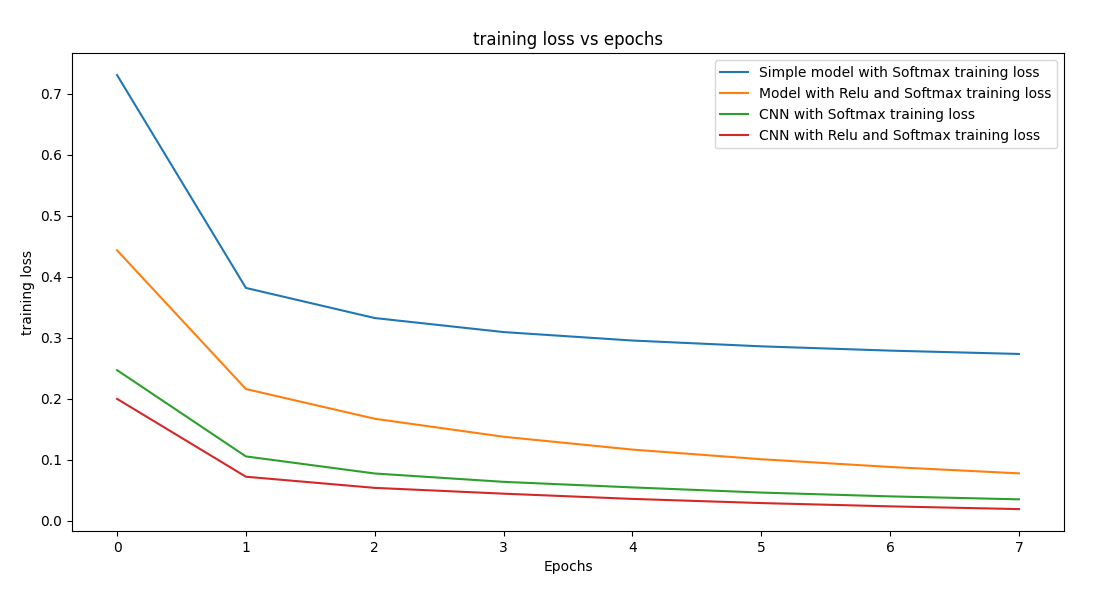 training loss vs epochs
Simple model with Softmax training loss
Model with Relu and Softmax training loss
CNN with Softmax training loss
CNN with Relu and Softmax training loss
0.7
0.6
0.5
0.4
0.3
0.2
0.1
0.0
training loss
0 1 2 3 4 5 6 7
Epochs